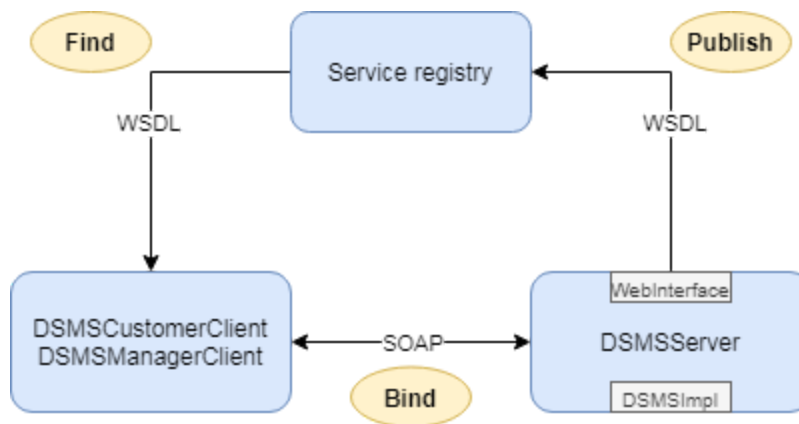 Find
Service registry
Publish
WSDL
WSDL
WebInterface
DSMSCustomerClient
DSMSManagerClient
SOAP
DSMSServer
Bind
DSMSImpl